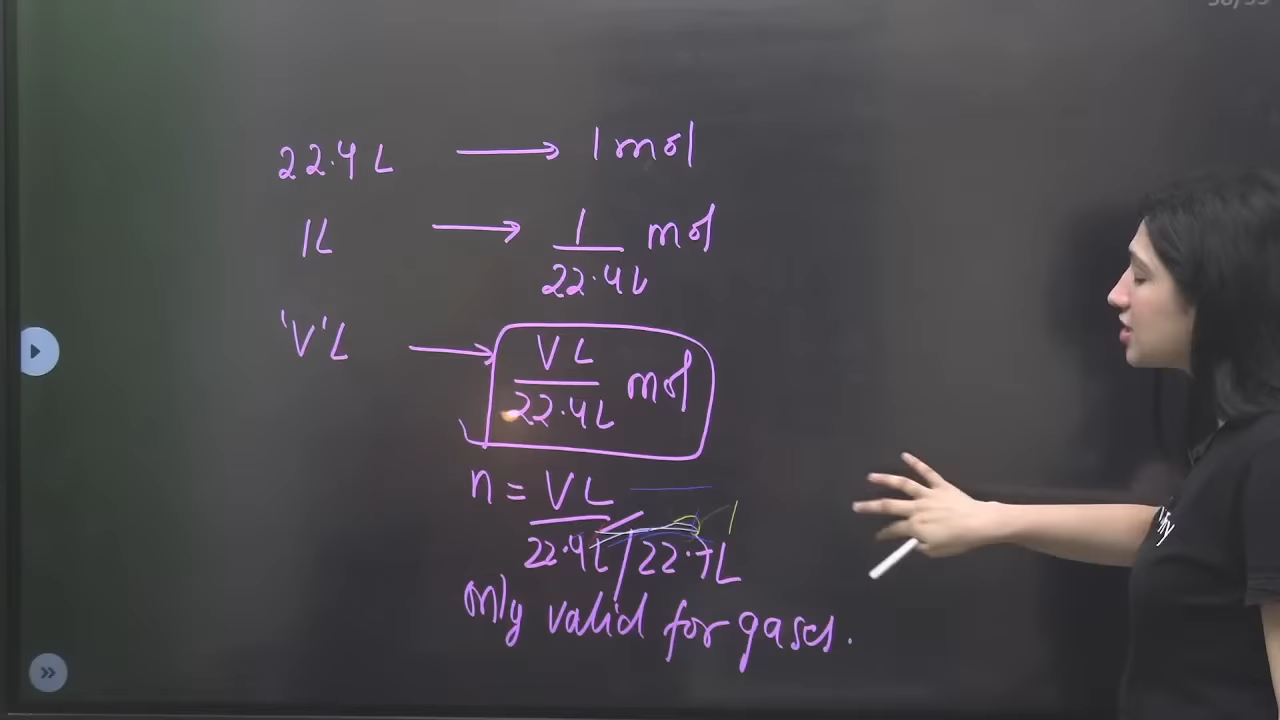 22.4 L ⟶ 1 mol
1L ⟶ 1/22.4L mol
'V'L ⟶ VL/22.4L mol
n = VL/22.4L/22.7L
only valid for gases.